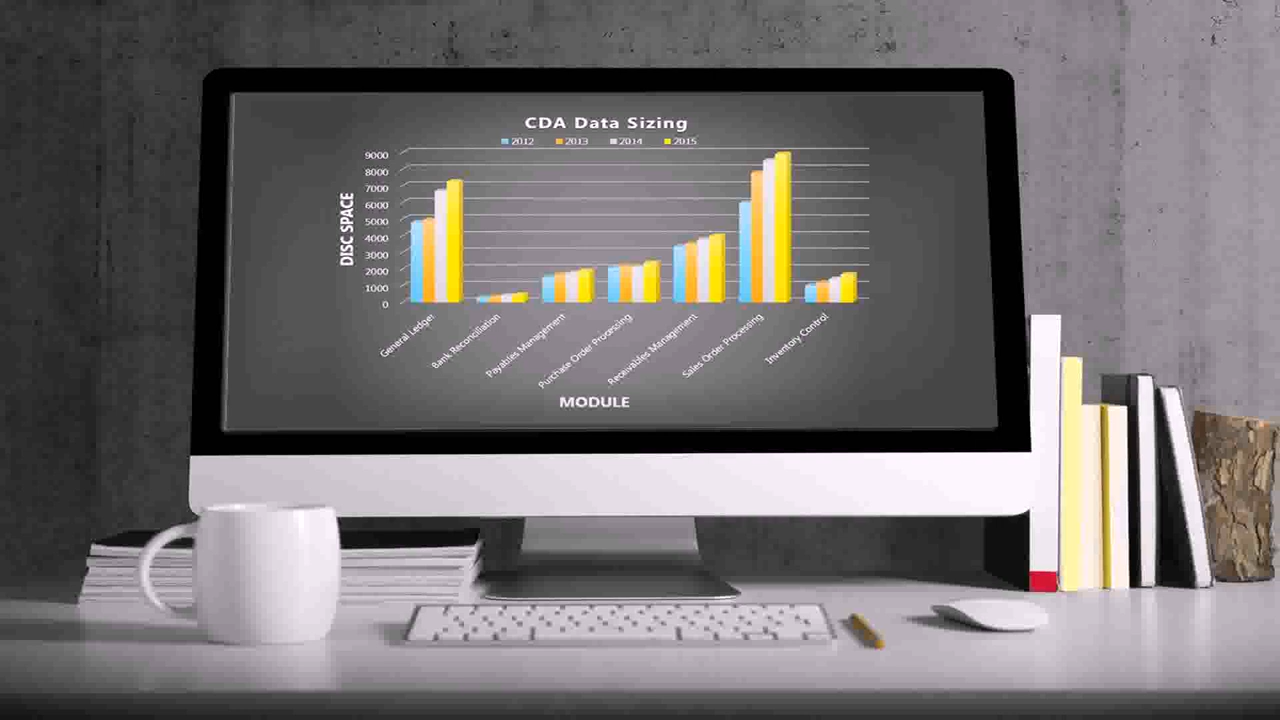 CDA Data Sizing
2012 2013 2014 2015
9000
8000
7000
6000
5000
4000
3000
2000
1000
0
DISC SPACE
General Ledger
Bank Reconciliation
Payables Management
Purchase Order Processing
Receivables Management
Sales Order Processing
Inventory Control
MODULE